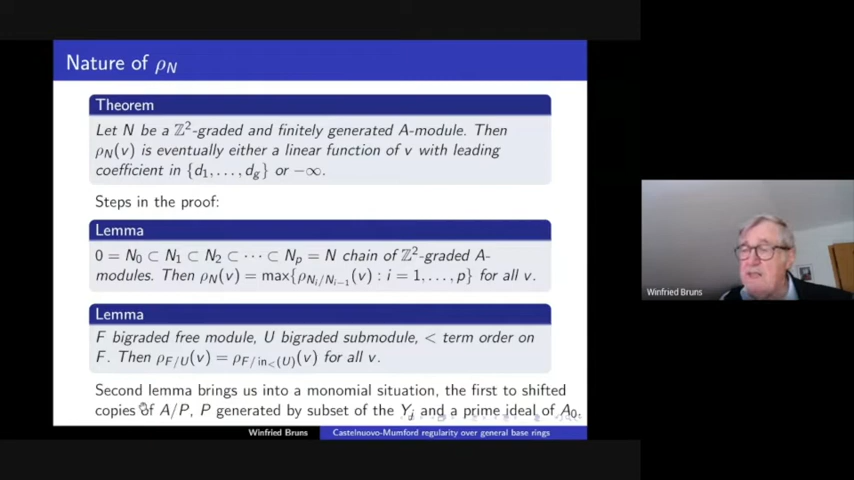 Nature of ρ_N
Theorem
Let N be a ℤ²-graded and finitely generated A-module. Then
ρ_N(v) is eventually either a linear function of v with leading
coefficient in {d₁, . . . , d_g} or −∞.
Steps in the proof:
Lemma
0 = N₀ ⊂ N₁ ⊂ N₂ ⊂ ··· ⊂ N_p = N chain of ℤ²-graded A-
modules. Then ρ_N(v) = max{ρ_{N_i/N_{i−1}}(v) : i = 1, . . . , p} for all v.
Lemma
F bigraded free module, U bigraded submodule, < term order on
F. Then ρ_{F/U}(v) = ρ_{F/in_<(U)}(v) for all v.
Second lemma brings us into a monomial situation, the first to shifted
copies of A/P, P generated by subset of the Y_j and a prime ideal of A₀.
Winfried Bruns
Castelnuovo-Mumford regularity over general base rings
Winfried Bruns